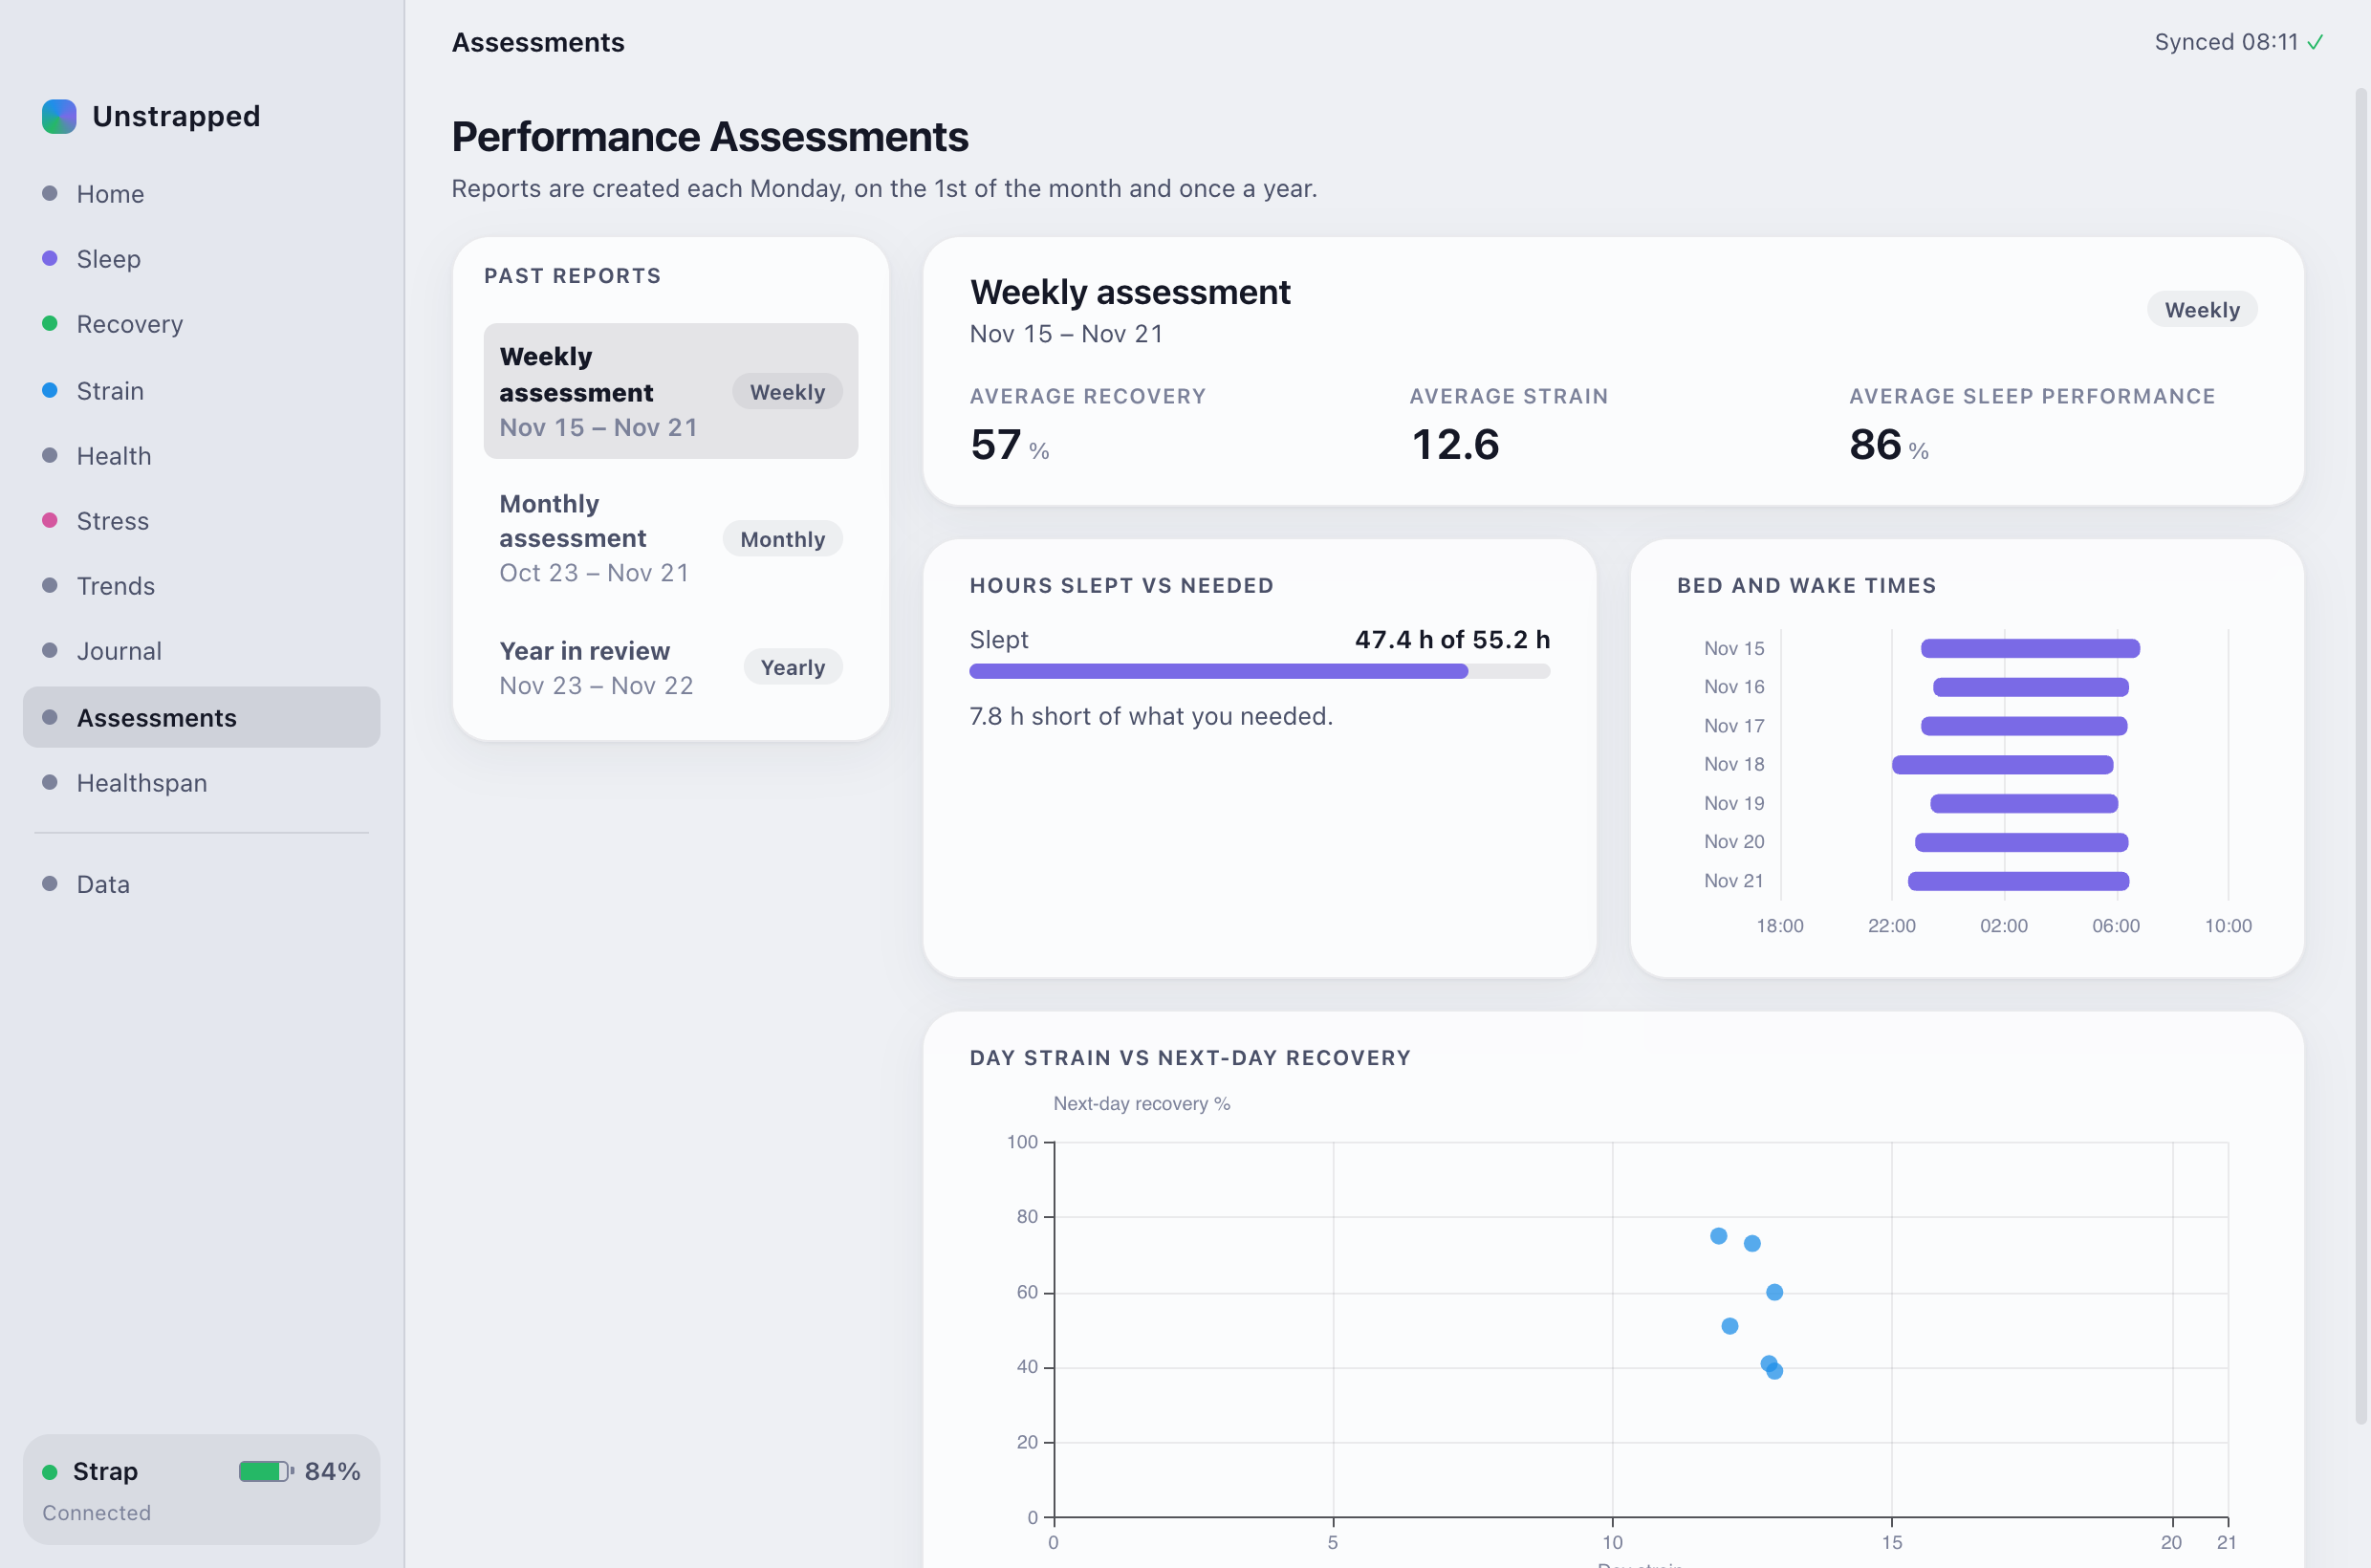 Assessments
Synced 08:11
Unstrapped
Home
Sleep
Recovery
Strain
Health
Stress
Trends
Journal
Assessments
Healthspan
Data
Strap
84%
Connected
Performance Assessments
Reports are created each Monday, on the 1st of the month and once a year.
PAST REPORTS
Weekly
assessment
Weekly
Nov 15 – Nov 21
Monthly
assessment
Monthly
Oct 23 – Nov 21
Year in review
Yearly
Nov 23 – Nov 22
Weekly assessment
Nov 15 – Nov 21
Weekly
AVERAGE RECOVERY
57 %
AVERAGE STRAIN
12.6
AVERAGE SLEEP PERFORMANCE
86 %
HOURS SLEPT VS NEEDED
Slept
47.4 h of 55.2 h
7.8 h short of what you needed.
BED AND WAKE TIMES
Nov 15
Nov 16
Nov 17
Nov 18
Nov 19
Nov 20
Nov 21
18:00 22:00 02:00 06:00 10:00
DAY STRAIN VS NEXT-DAY RECOVERY
Next-day recovery %
100
80
60
40
20
0
0 5 10 15 20 21